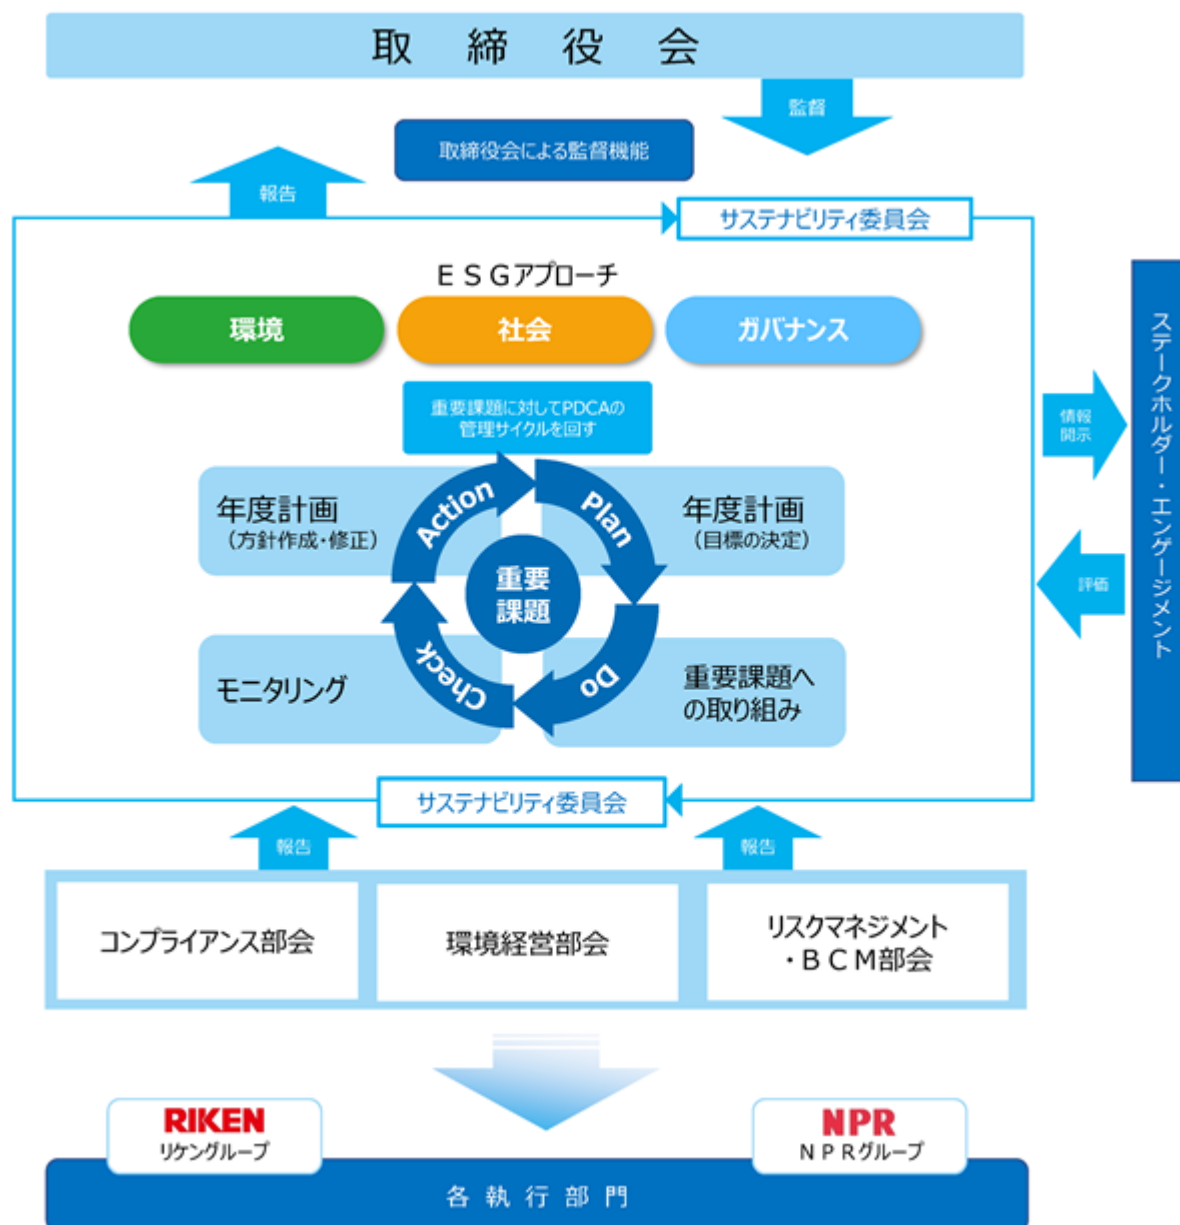 取締役会
監督
取締役会による監督機能
報告
サステナビリティ委員会
ESGアプローチ
環境
社会
ガバナンス
重要課題に対してPDCAの
管理サイクルを回す
年度計画
(方針作成・修正)
Action
Plan
年度計画
(目標の決定)
重要
課題
モニタリング
Check
Do
重要課題へ
の取り組み
情報
開示
評価
ステークホルダー・エンゲージメント
サステナビリティ委員会
報告
報告
コンプライアンス部会
環境経営部会
リスクマネジメント
・BCM部会
RIKEN
リケングループ
NPR
NPRグループ
各執行部門